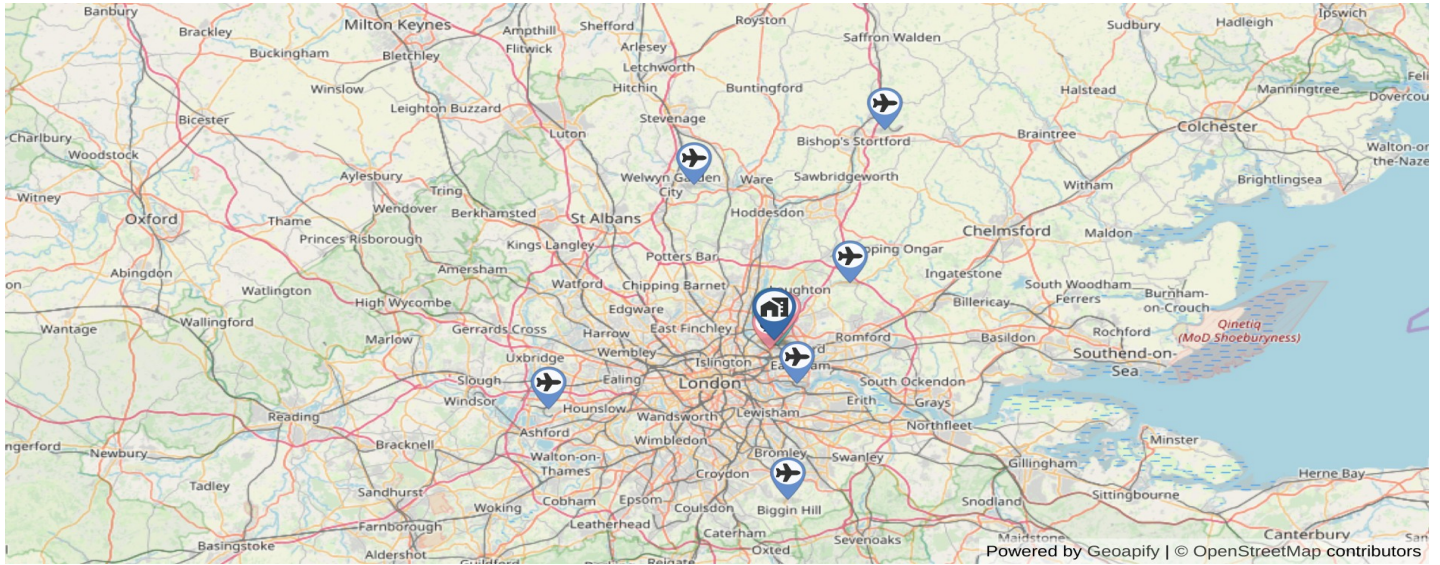 Banbury
Brackley
Milton Keynes
Bletchley
Ampthill
Flitwick
Shefford
Arlesey
Letchworth
Royston
Saffron Walden
Sudbury
Hadleigh
Ipswich
Buckingham
Winslow
Leighton Buzzard
Hitchin
Buntingford
Halstead
Manningtree
Dovercou
Charlbury
Bicester
Woodstock
Luton
Stevenage
Bishop's Stortford
Braintree
Colchester
Walton-on-
the-Naze
Witney
Oxford
Aylesbury
Tring
Wendover
Berkhamsted
Welwyn Garden
City
Ware
Sawbridgeworth
Witham
Brightlingsea
Thame
Princes Risborough
St Albans
Hoddesdon
Chelmsford
Maldon
Abingdon
Watlington
Amersham
Kings Langley
Potters Bar
pping Ongar
Ingatestone
High Wycombe
Watford
Chipping Barnet
ughton
Billericay
South Woodham
Ferrers
Burnham-
on-Crouch
Wantage
Wallingford
Marlow
Gerrards Cross
Edgware
Harrow
East Finchley
Romford
Basildon
Rochford
Qinetiq
(MoD Shoeburyness)
Southend-on-
Sea
Uxbridge
Wembley
Islington
Slough
Ealing
London
South Ockendon
Windsor
Hounslow
Wandsworth
Lewisham
Erith
Grays
Reading
Ashford
Wimbledon
Northfleet
ngerford
Newbury
Bracknell
Walton-on-
Thames
Bromley
Swanley
Gillingham
Minster
Croydon
Herne Bay
Tadley
Sandhurst
Woking
Cobham
Epsom
Coulsdon
Biggin Hill
Snodland
Sittingbourne
Farnborough
Leatherhead
Caterham
Sevenoaks
Maidstone
Canterbury
Basingstoke
Aldershot
Guildford
Reigate
Oxted
Powered by Geoapify | © OpenStreetMap contributors